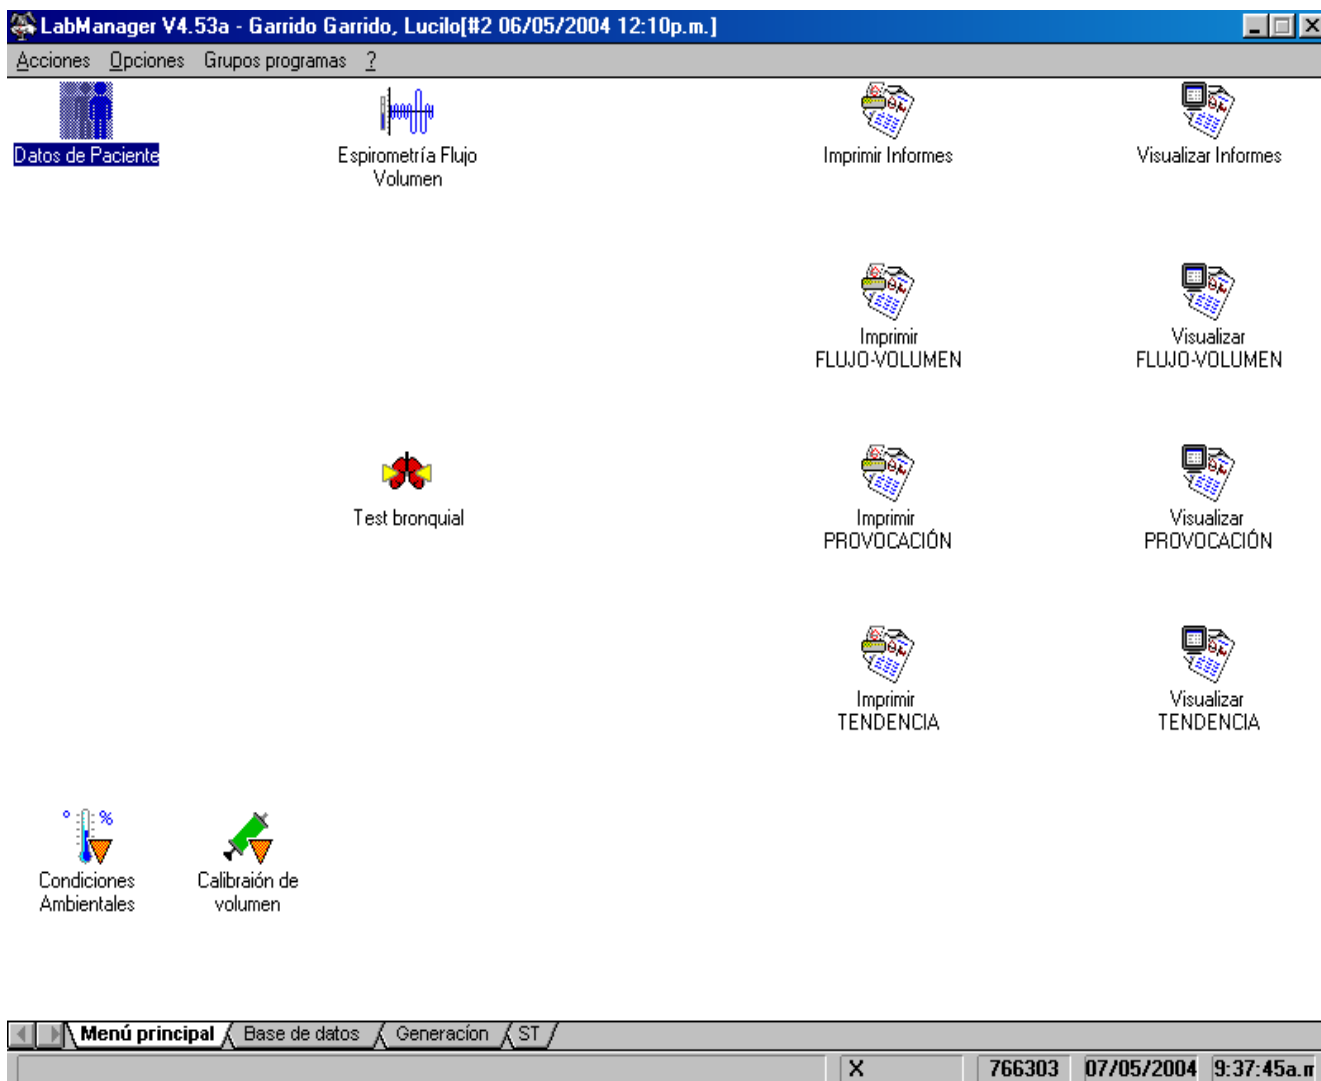 LabManager V4.53a - Garrido Garrido, Lucilo[#2 06/05/2004 12:10p.m.]
Acciones Opciones Grupos programas ?
Datos de Paciente
Espirometría Flujo
Volumen
Imprimir Informes
Visualizar Informes
Imprimir
FLUJO-VOLUMEN
Visualizar
FLUJO-VOLUMEN
Test bronquial
Imprimir
PROVOCACIÓN
Visualizar
PROVOCACIÓN
Imprimir
TENDENCIA
Visualizar
TENDENCIA
° %
Condiciones
Ambientales
Calibraión de
volumen
Menú principal Base de datos Generacíon ST
X 766303 07/05/2004 9:37:45a.m